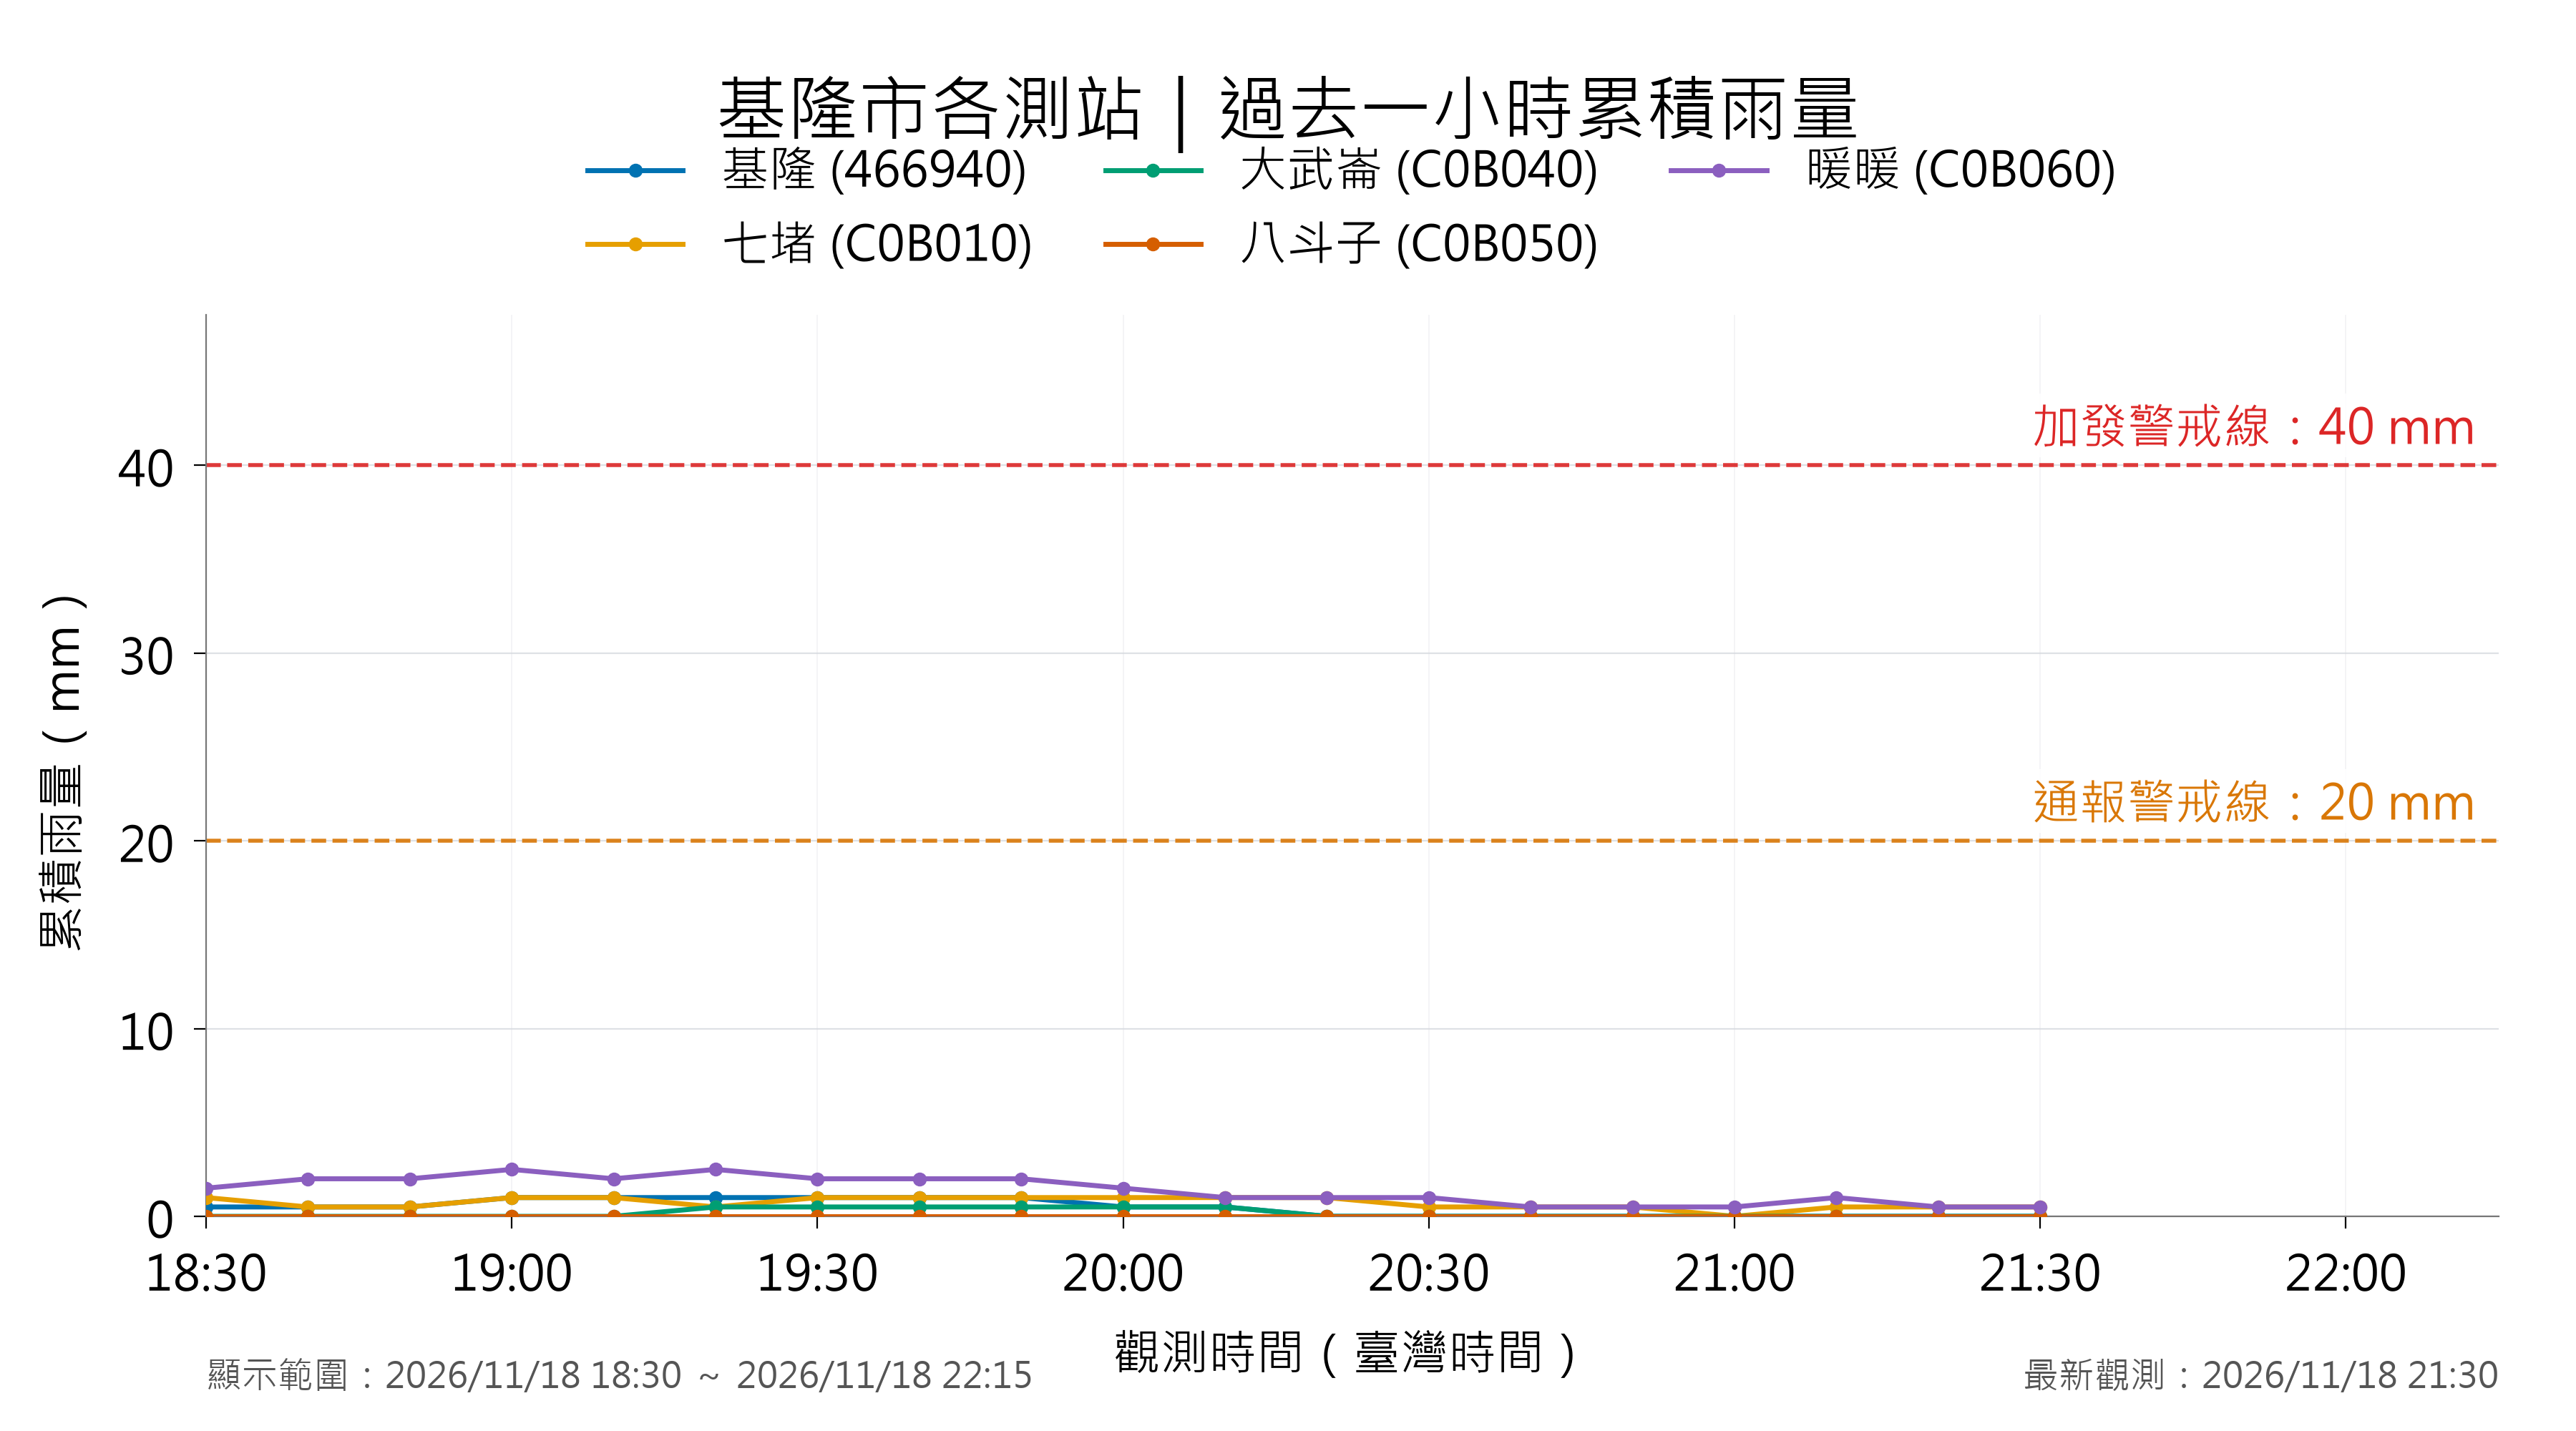 基隆市各測站｜過去一小時累積雨量
基隆 (466940)
大武崙 (C0B040)
暖暖 (C0B060)
七堵 (C0B010)
八斗子 (C0B050)
加發警戒線：40 mm
通報警戒線：20 mm
累積雨量（mm）
40
30
20
10
0
18:30
19:00
19:30
20:00
20:30
21:00
21:30
22:00
觀測時間（臺灣時間）
顯示範圍：2026/11/18 18:30 ~ 2026/11/18 22:15
最新觀測：2026/11/18 21:30